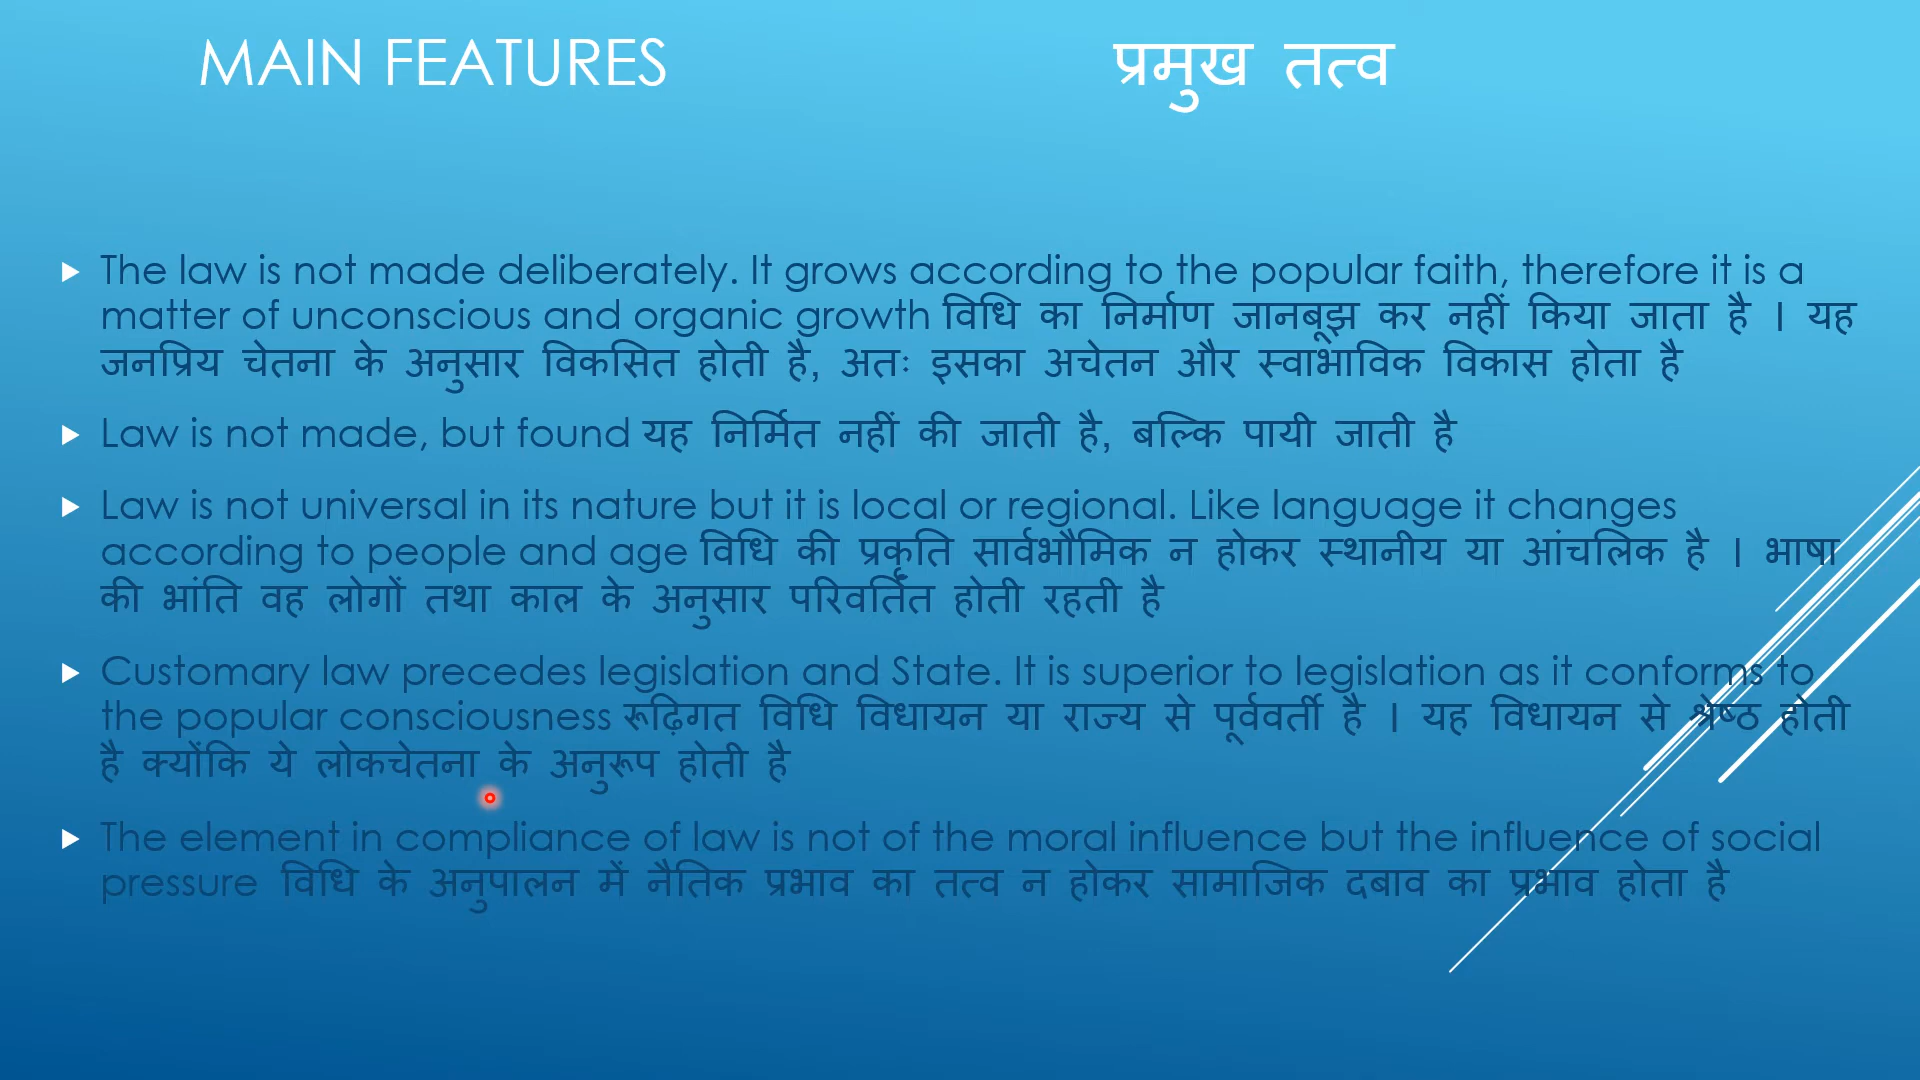 MAIN FEATURES प्रमुख तत्व
The law is not made deliberately. It grows according to the popular faith, therefore it is a
matter of unconscious and organic growth विधि का निर्माण जानबूझ कर नहीं किया जाता है । यह
जनप्रिय चेतना के अनुसार विकसित होती है, अतः इसका अचेतन और स्वाभाविक विकास होता है
Law is not made, but found यह निर्मित नहीं की जाती है, बल्कि पायी जाती है
Law is not universal in its nature but it is local or regional. Like language it changes
according to people and age विधि की प्रकृति सार्वभौमिक न होकर स्थानीय या आंचलिक है । भाषा
की भांति वह लोगों तथा काल के अनुसार परिवर्तित होती रहती है
Customary law precedes legislation and State. It is superior to legislation as it conforms to
the popular consciousness रूढ़िगत विधि विधायन या राज्य से पूर्ववर्ती है । यह विधायन से श्रेष्ठ होती
है क्योंकि ये लोकचेतना के अनुरूप होती है
The element in compliance of law is not of the moral influence but the influence of social
pressure विधि के अनुपालन में नैतिक प्रभाव का तत्व न होकर सामाजिक दबाव का प्रभाव होता है